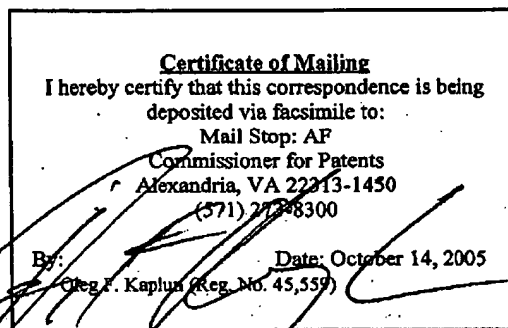 Certificate of Mailing
I hereby certify that this correspondence is being
deposited via facsimile to:
Mail Stop: AF
Commissioner for Patents
Alexandria, VA 22313-1450
(571) 273-8300
By: Date: October 14, 2005
Oleg F. Kaplun (Reg. No. 45,559)